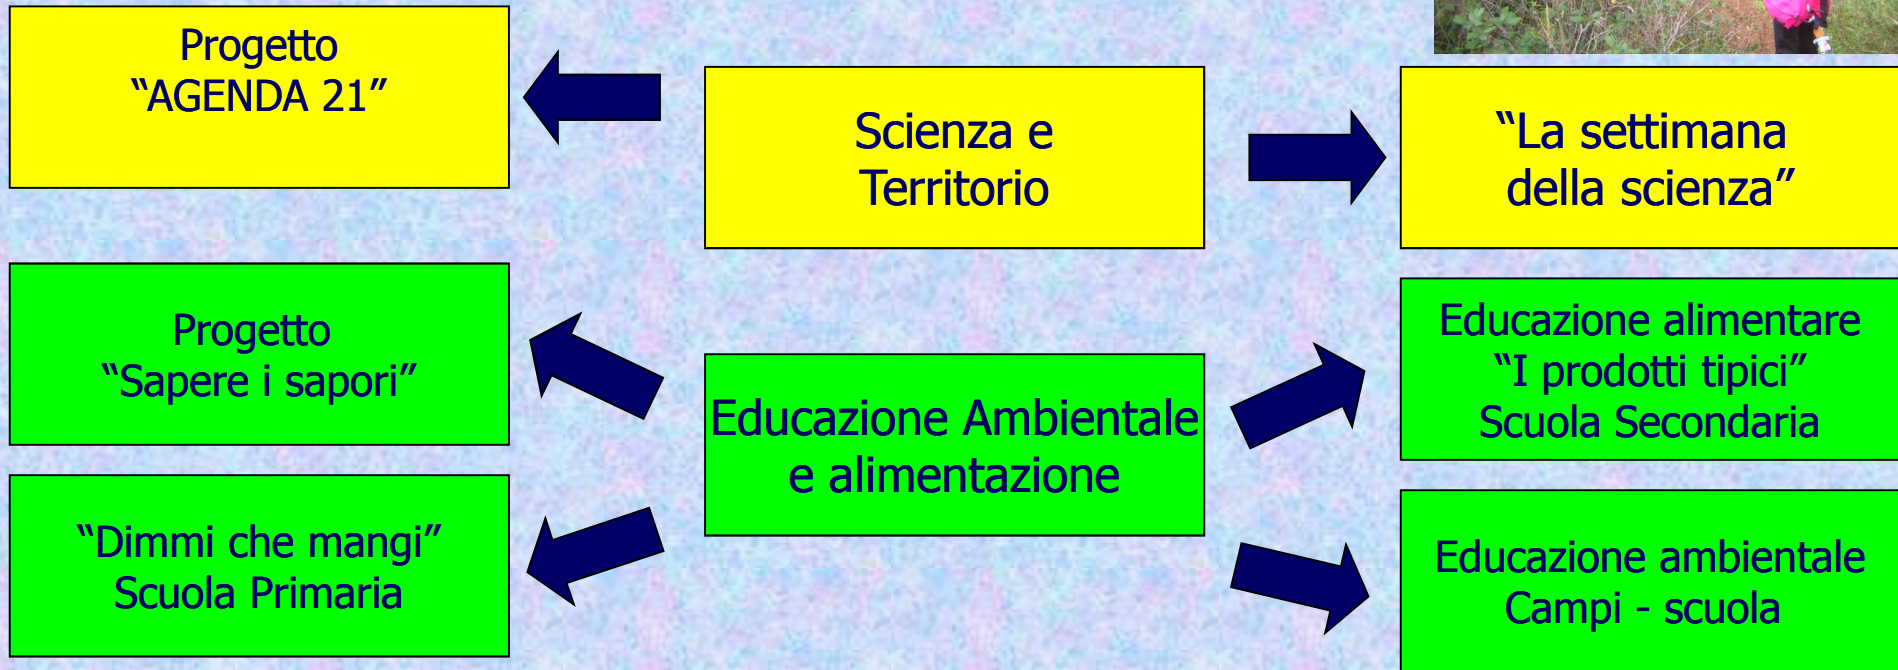 Progetto
“AGENDA 21”
Scienza e
Territorio
“La settimana
della scienza”
Progetto
“Sapere i sapori”
Educazione Ambientale
e alimentazione
Educazione alimentare
“I prodotti tipici”
Scuola Secondaria
“Dimmi che mangi”
Scuola Primaria
Educazione ambientale
Campi - scuola